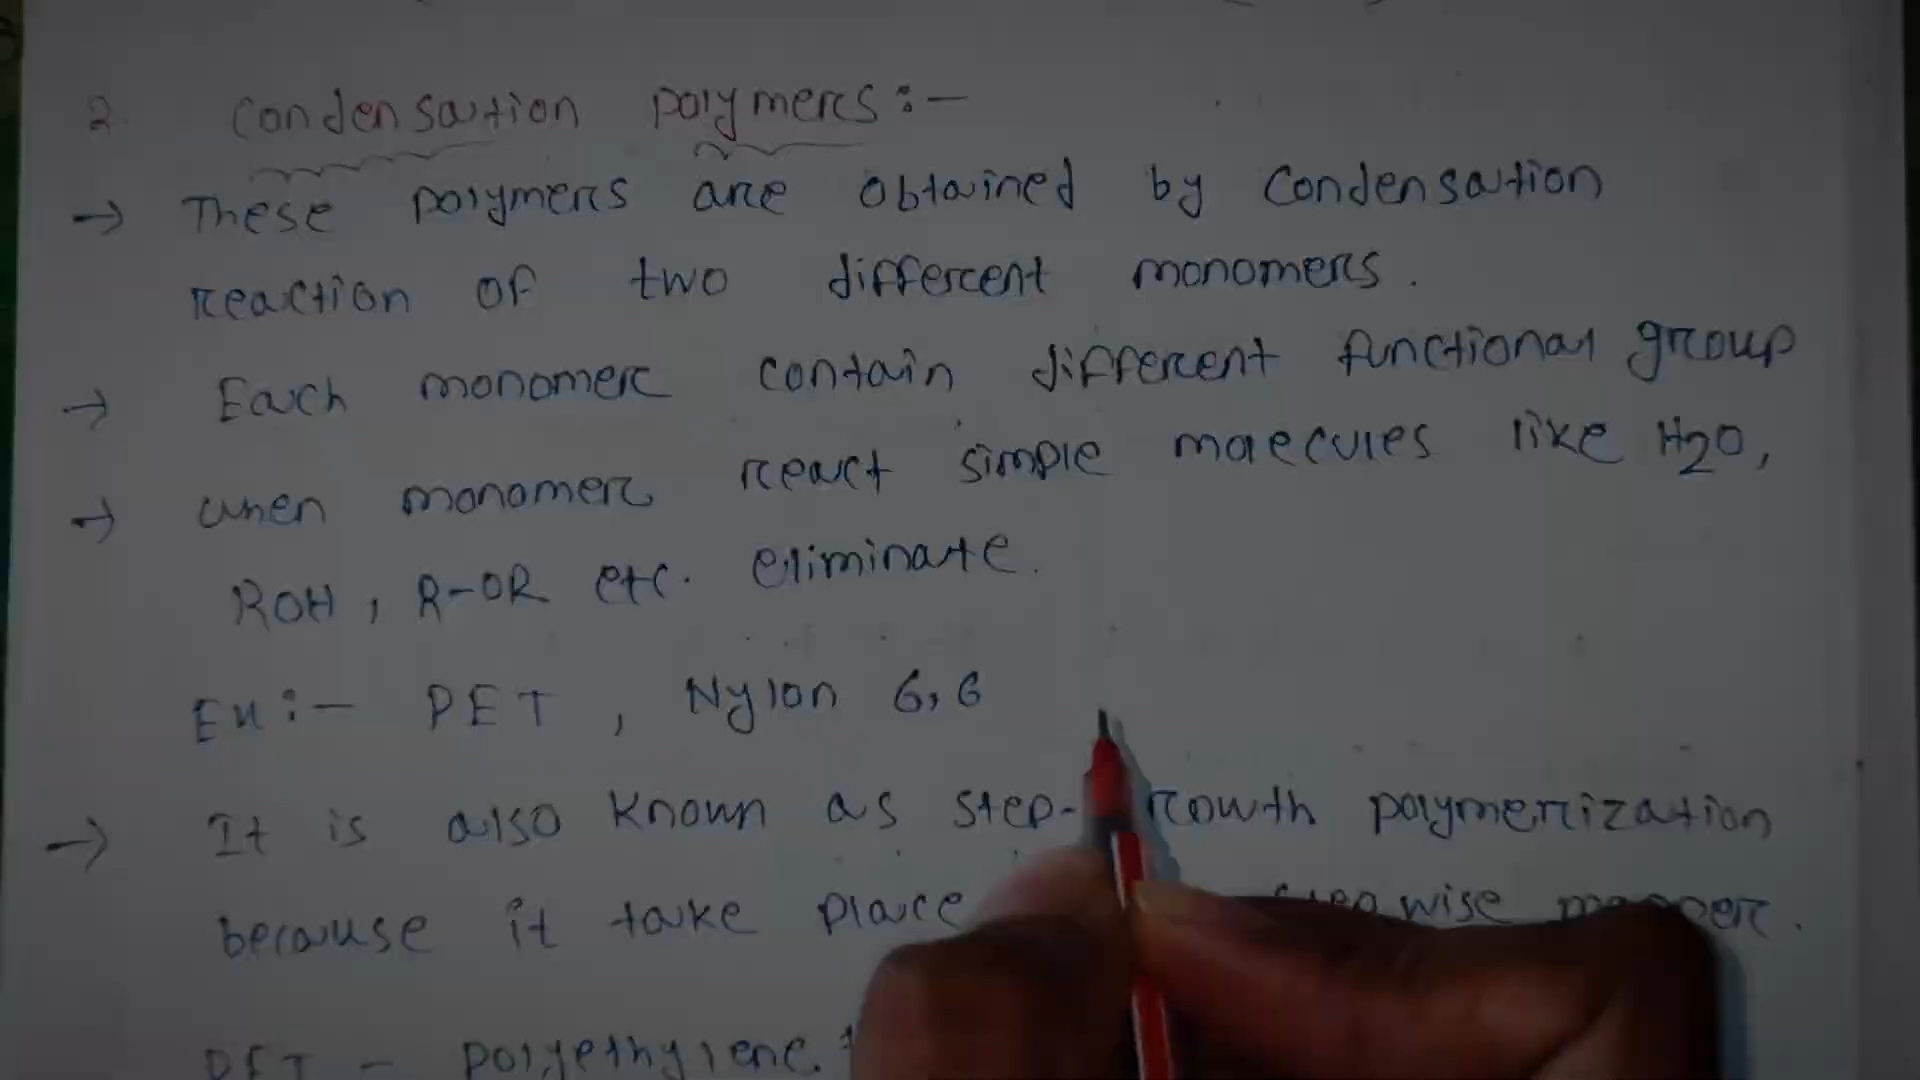 2. Condensation polymers:-
→ These polymers are obtained by condensation
reaction of two different monomers.
→ Each monomer contain different functional group
→ when monomer react simple molecules like H2O,
ROH, R-OR etc. eliminate.
Ex:- PET, Nylon 6,6
→ It is also known as step- polymerization
because it take place manner.
PET - polyethylene